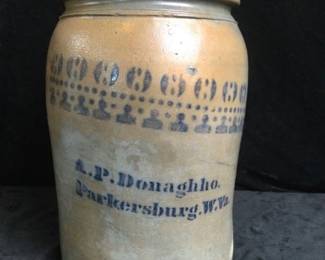 A.P. Donaghho.
Parkersburg. W. Va.